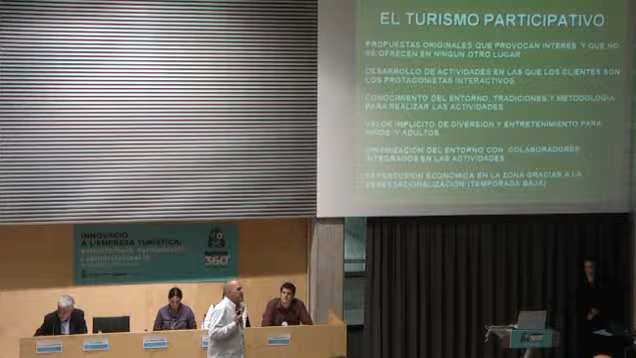 EL TURISMO PARTICIPATIVO
PROPUESTAS ORIGINALES QUE PROVOCAN INTERES Y QUE NO
SE OFRECEN EN NINGUN OTRO LUGAR
DESARROLLO DE ACTIVIDADES EN LAS QUE LOS CLIENTES SON
LOS PROTAGONISTAS INTERACTIVOS
CONOCIMIENTO DEL ENTORNO, TRADICIONES Y METODOLOGIA
PARA REALIZAR LAS ACTIVIDADES
VALOR IMPLICITO DE DIVERSION Y ENTRETENIMIENTO PARA
NIÑOS Y ADULTOS
DINAMIZACIÓN DEL ENTORNO CON COLABORADORES
INTEGRADOS EN LAS ACTIVIDADES
REPERCUSION ECONOMICA EN LA ZONA GRACIAS A LA
DESESTACIONALIZACIÓN (TEMPORADA BAJA)
INNOVACIÓ
A L'EMPRESA TURÍSTICA,
360º